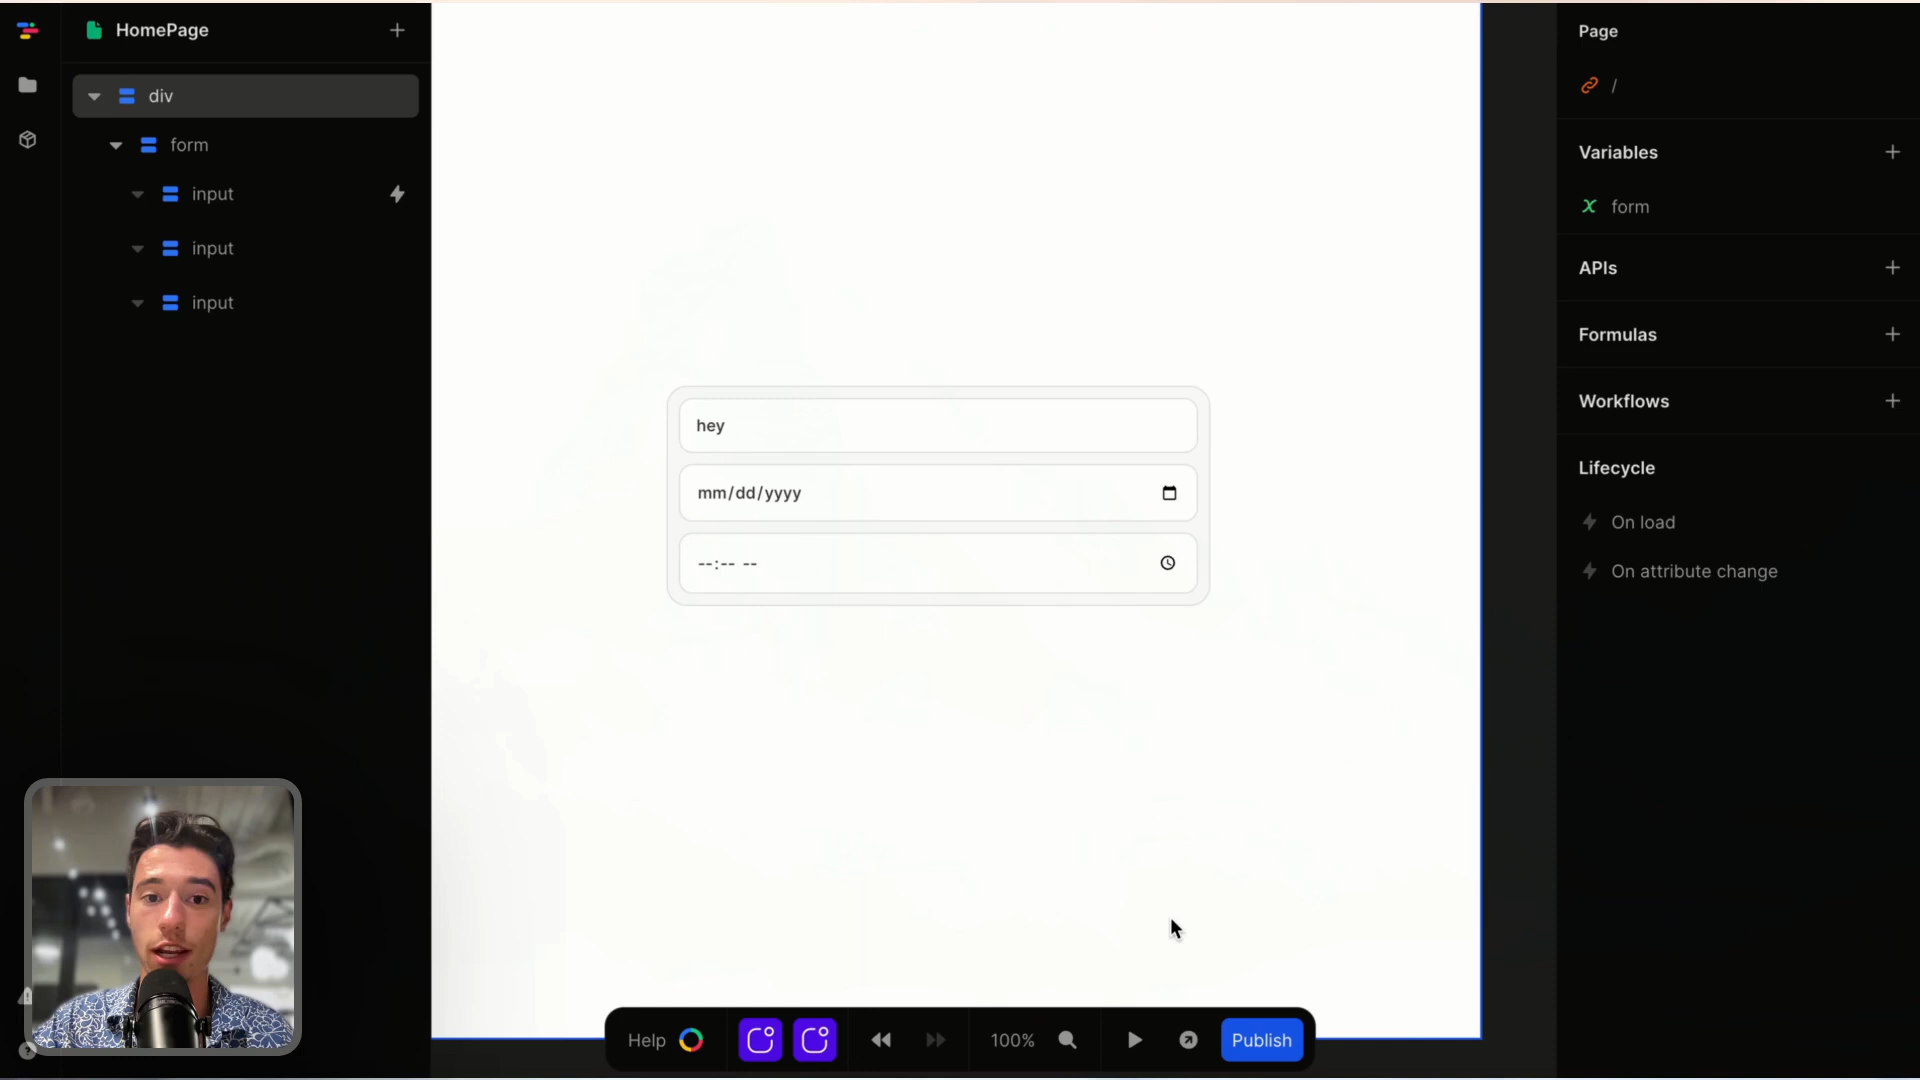 HomePage
div
form
input
input
input
hey
mm/dd/yyyy
--:-- --
Help
100%
Publish
Page
/
Variables
form
APIs
Formulas
Workflows
Lifecycle
On load
On attribute change